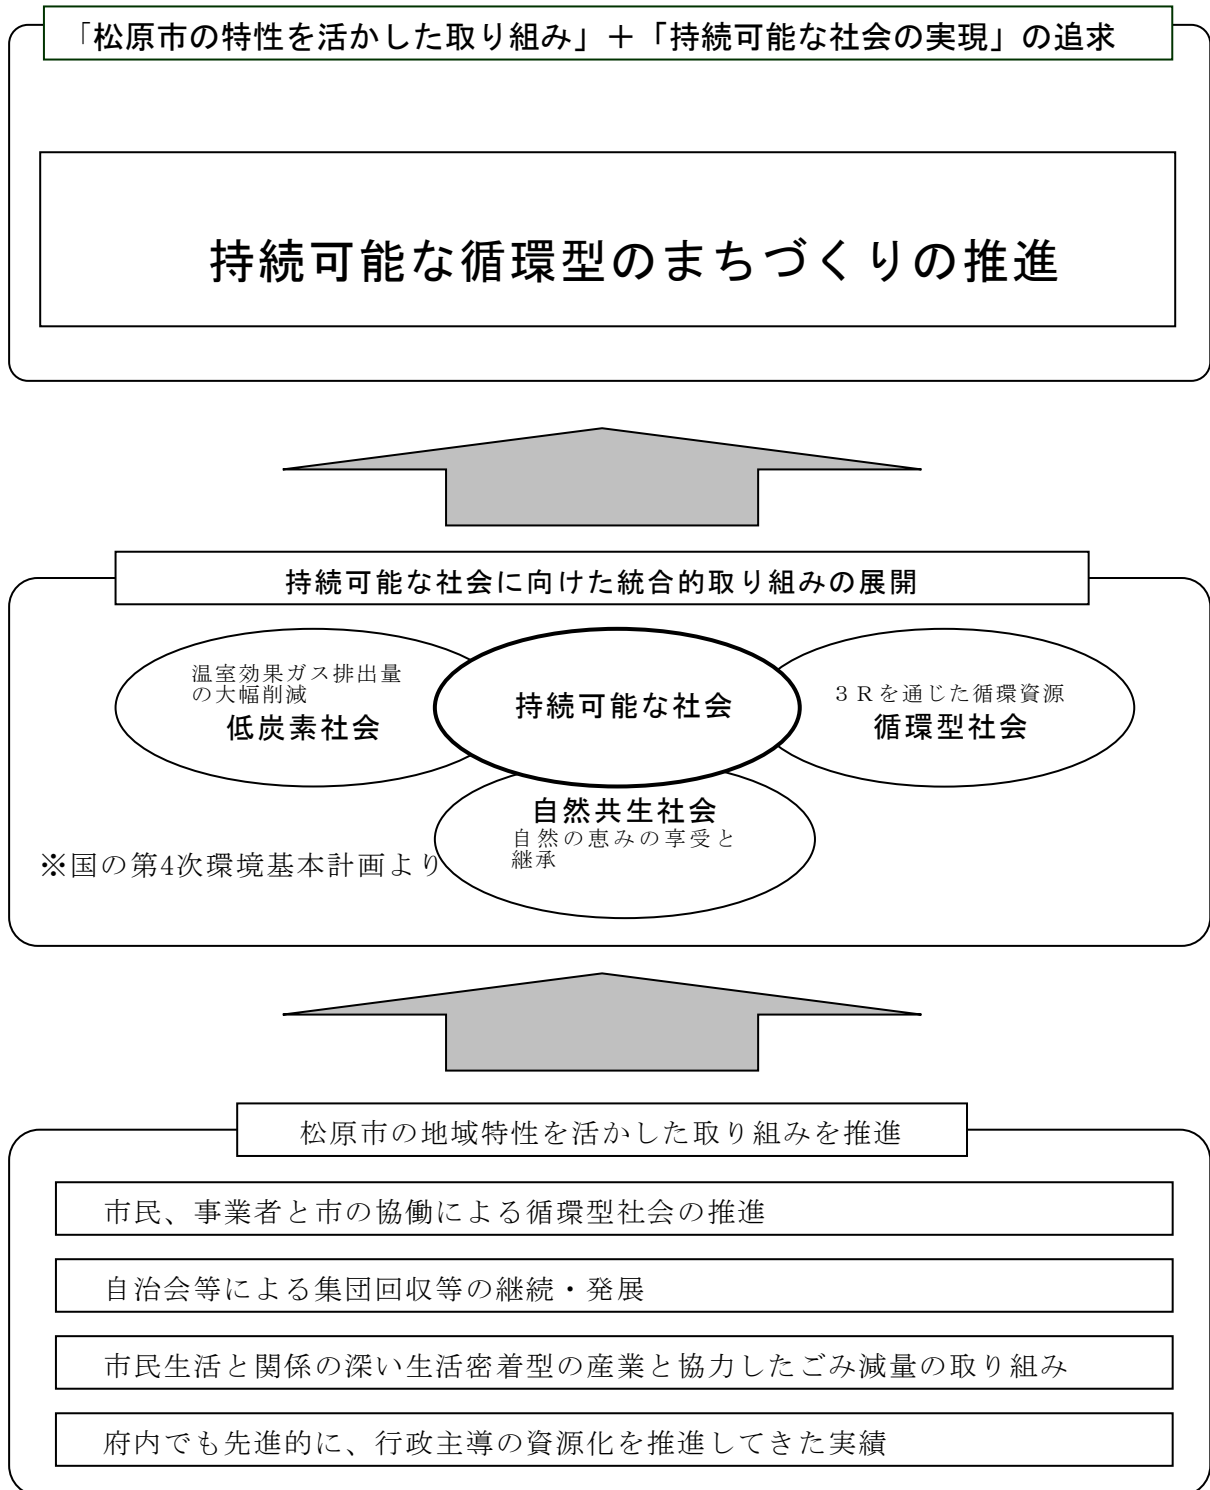 「松原市の特性を活かした取り組み」＋「持続可能な社会の実現」の追求
持続可能な循環型のまちづくりの推進
持続可能な社会に向けた統合的取り組みの展開
温室効果ガス排出量
の大幅削減
低炭素社会
持続可能な社会
３Ｒを通じた循環資源
循環型社会
自然共生社会
自然の恵みの享受と
継承
※国の第4次環境基本計画より
松原市の地域特性を活かした取り組みを推進
市民、事業者と市の協働による循環型社会の推進
自治会等による集団回収等の継続・発展
市民生活と関係の深い生活密着型の産業と協力したごみ減量の取り組み
府内でも先進的に、行政主導の資源化を推進してきた実績